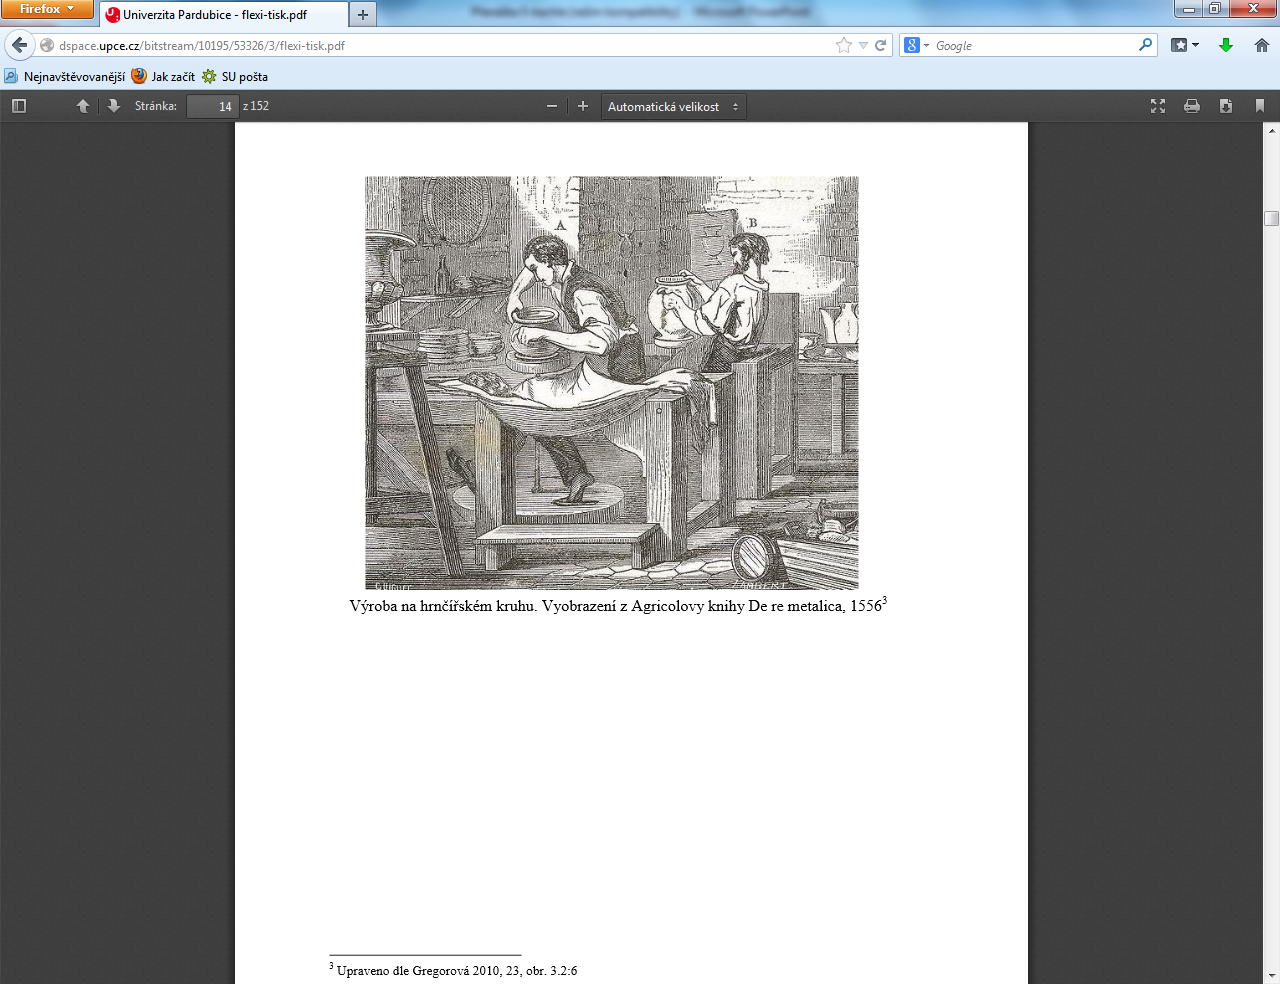 Firefox
Univerzita Pardubice - flexi-tisk.pdf
dspace.upce.cz/bitstream/10195/53326/3/flexi-tisk.pdf
Google
Nejnavštěvovanější
Jak začít
SU pošta
Stránka: 14 z 152
Automatická velikost
A
B
LAMBERT
Výroba na hrnčířském kruhu. Vyobrazení z Agricolovy knihy De re metalica, 1556³
³ Upraveno dle Gregorová 2010, 23, obr. 3.2:6